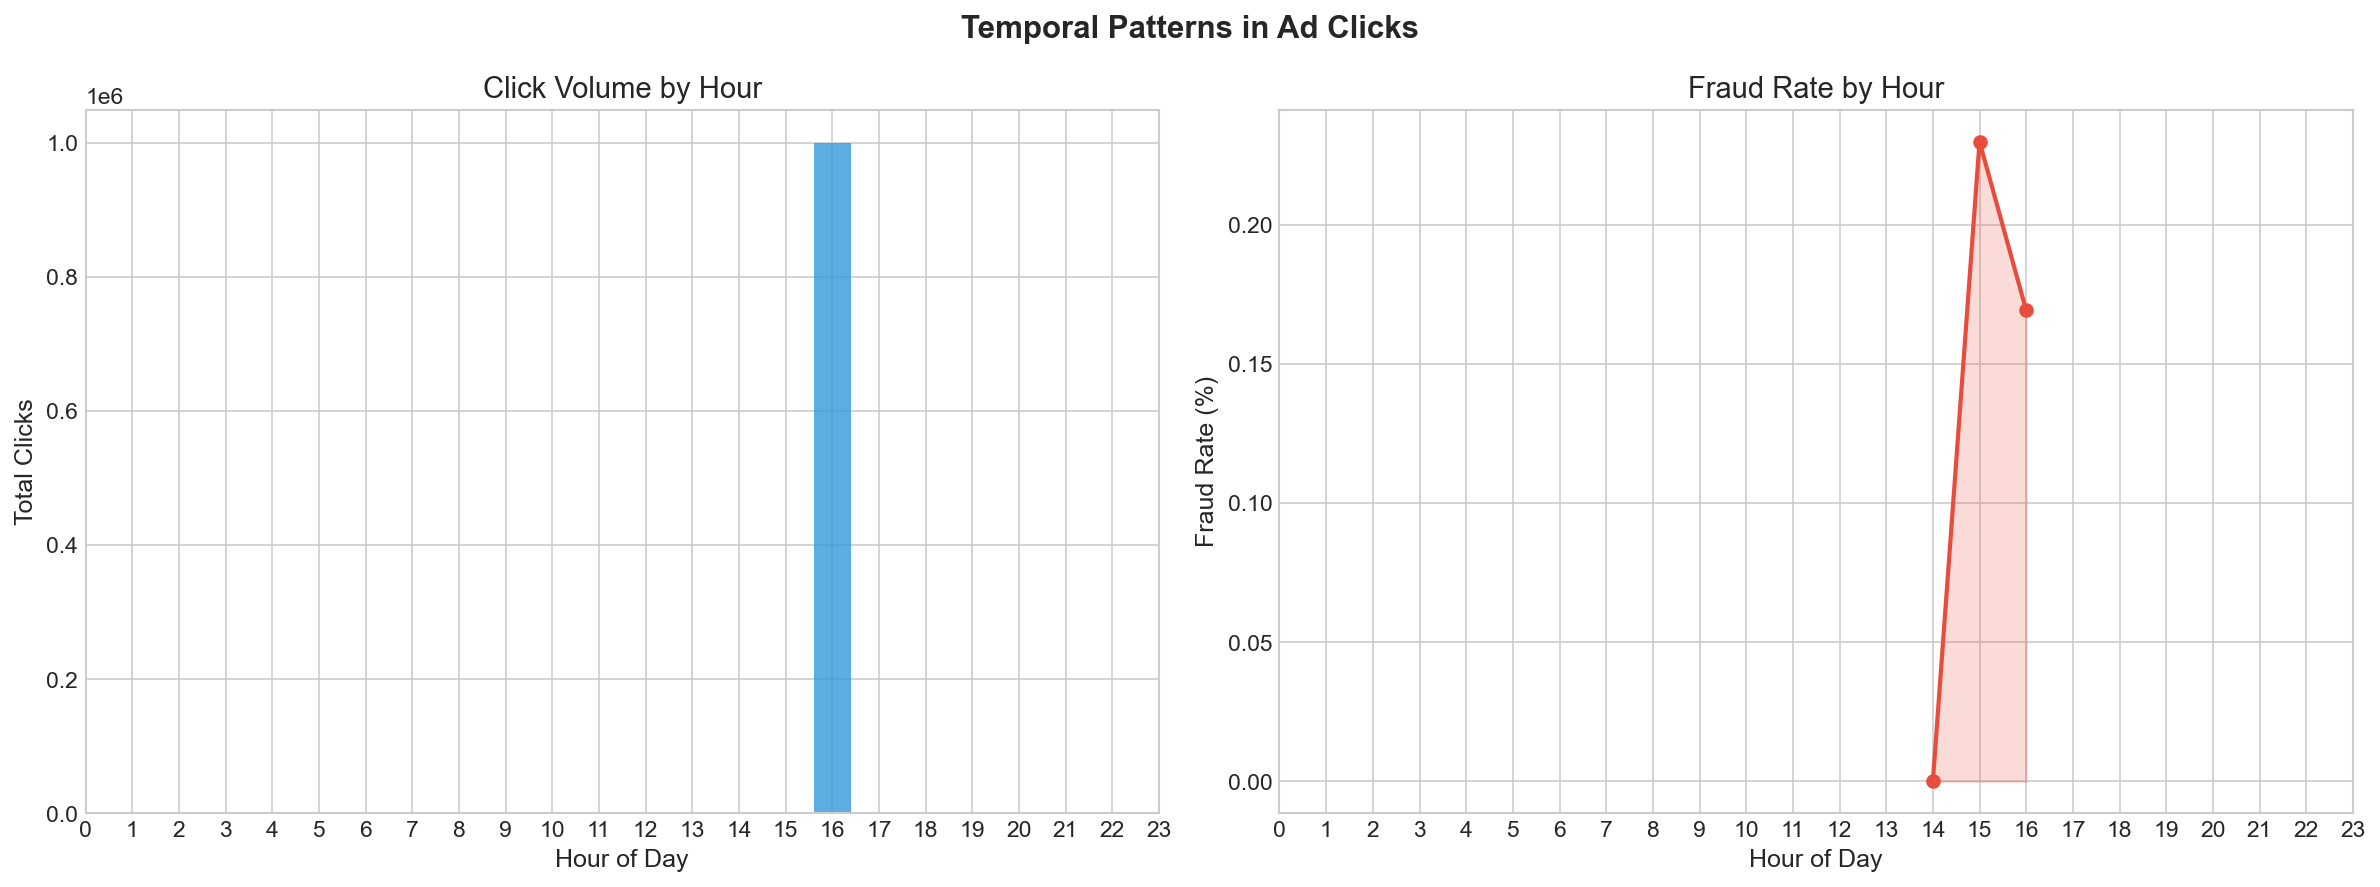 Temporal Patterns in Ad Clicks
Click Volume by Hour
1e6
1.0
0.8
0.6
0.4
0.2
0.0
Total Clicks
0 1 2 3 4 5 6 7 8 9 10 11 12 13 14 15 16 17 18 19 20 21 22 23
Hour of Day
Fraud Rate by Hour
0.20
0.15
0.10
0.05
0.00
Fraud Rate (%)
0 1 2 3 4 5 6 7 8 9 10 11 12 13 14 15 16 17 18 19 20 21 22 23
Hour of Day